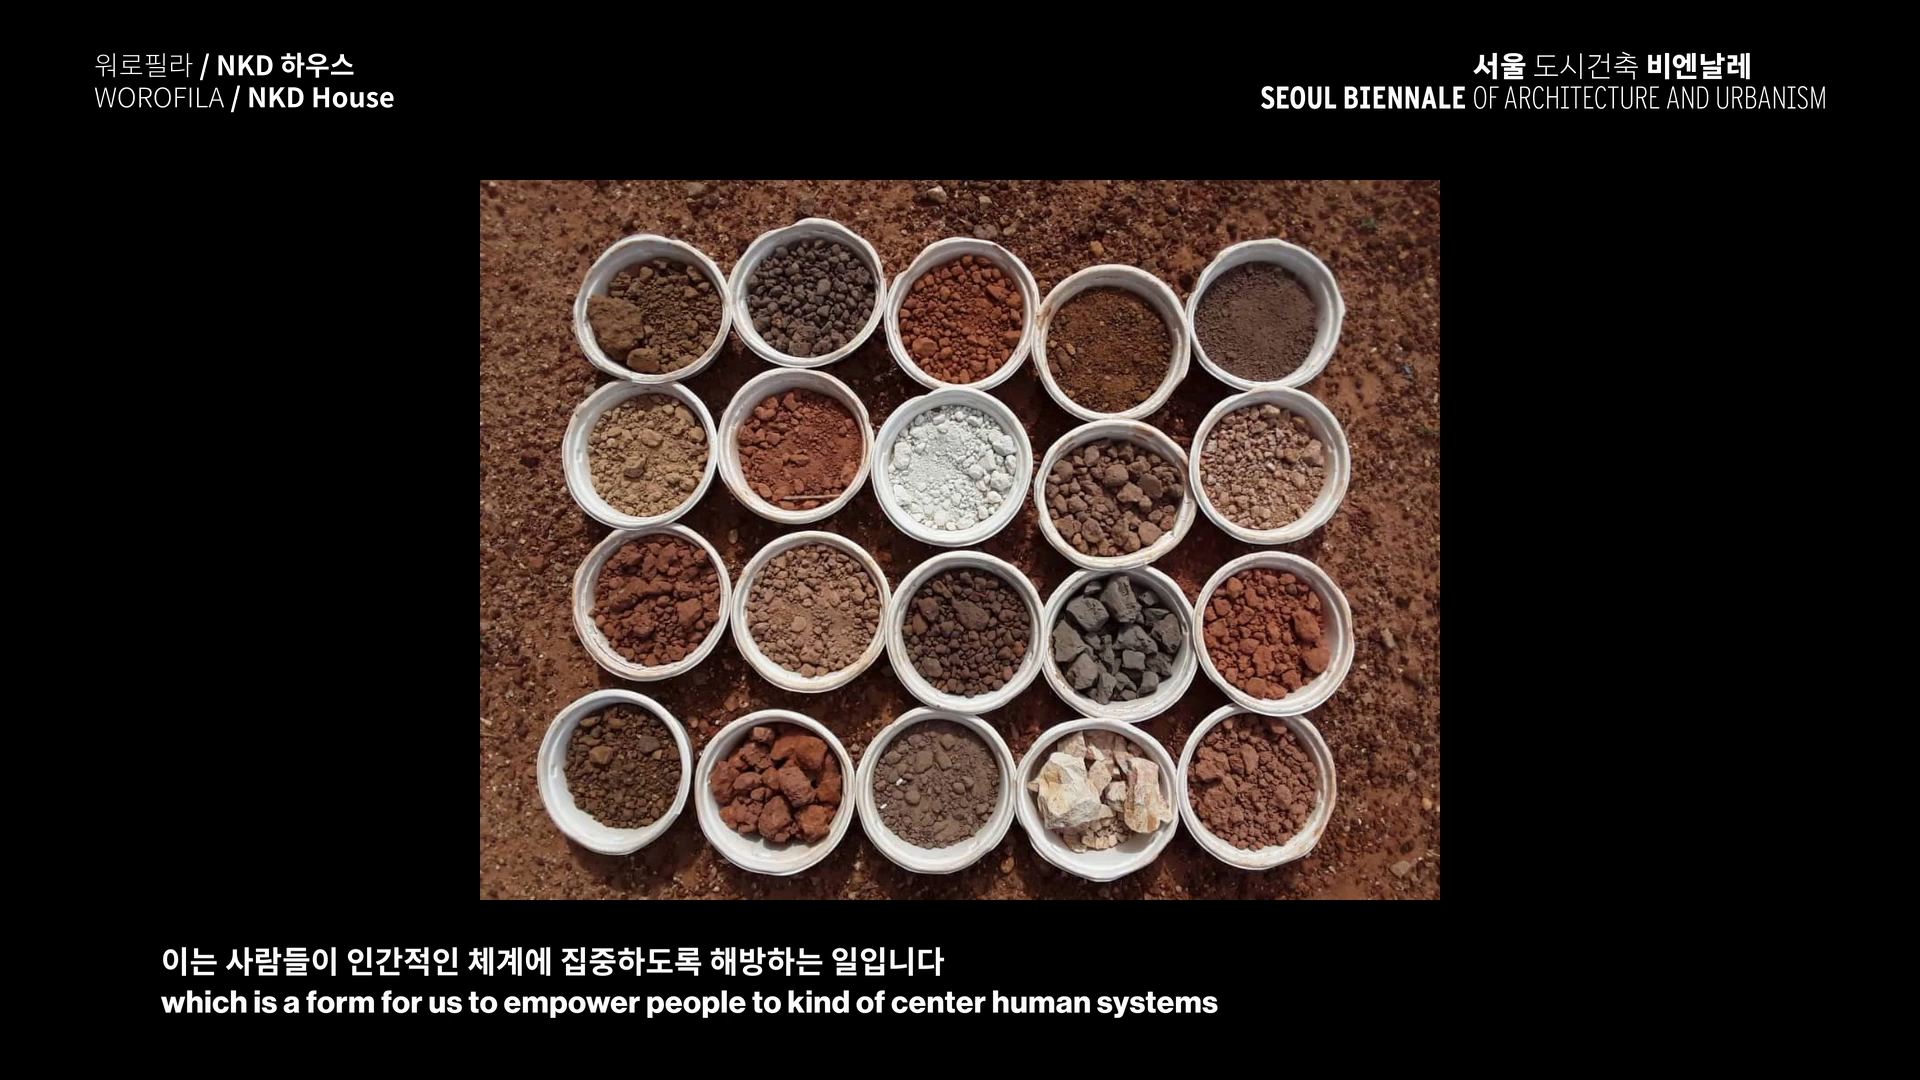 워로필라 / NKD 하우스
WOROFILA / NKD House
서울 도시건축 비엔날레
SEOUL BIENNALE OF ARCHITECTURE AND URBANISM
이는 사람들이 인간적인 체계에 집중하도록 해방하는 일입니다
which is a form for us to empower people to kind of center human systems